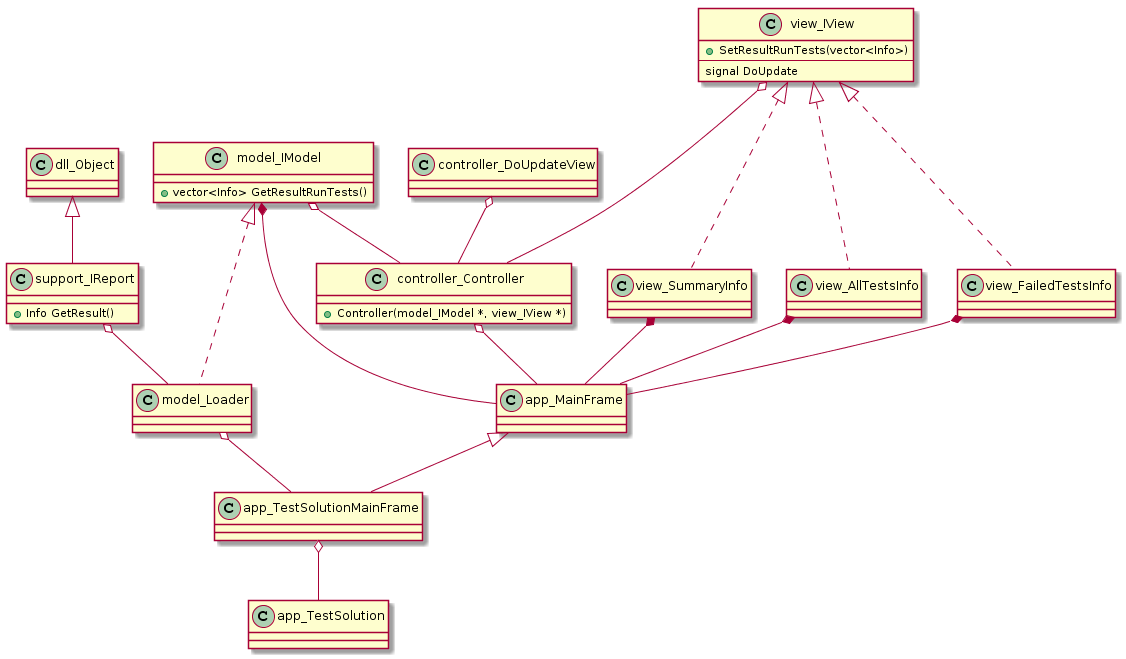 C view_IView
SetResultRunTests(vector<Info>)
signal DoUpdate
C dll_Object
C model_IModel
vector<Info> GetResultRunTests()
C controller_DoUpdateView
C support_IReport
Info GetResult()
C controller_Controller
Controller(model_IModel *, view_IView *)
C view_SummaryInfo
C view_AllTestsInfo
C view_FailedTestsInfo
C model_Loader
C app_MainFrame
C app_TestSolutionMainFrame
C app_TestSolution